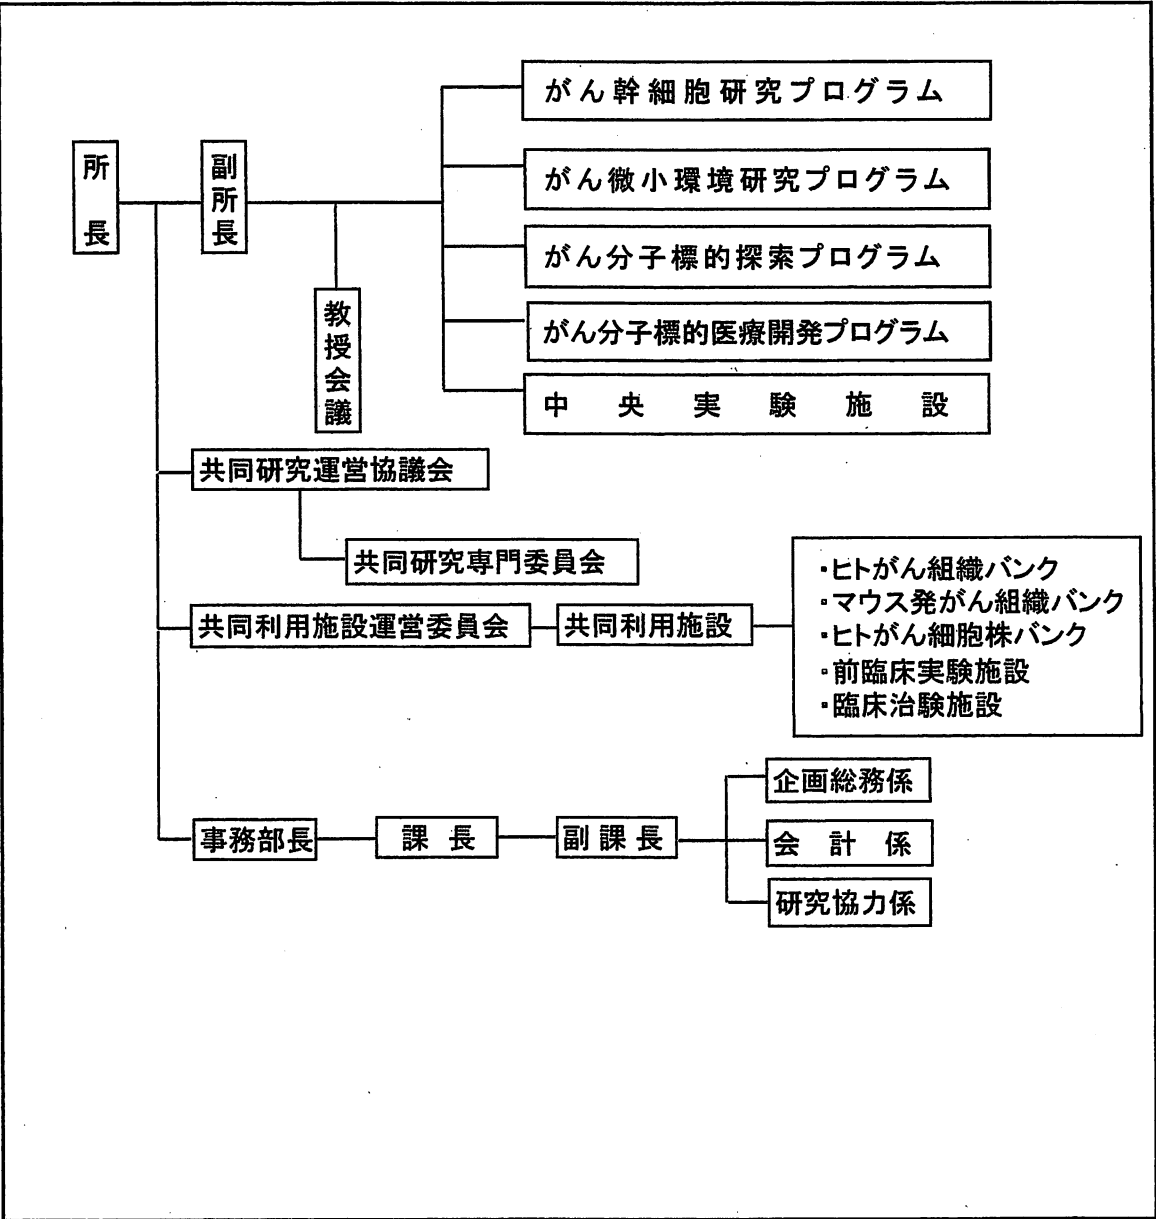 所長
副所長
がん幹細胞研究プログラム
がん微小環境研究プログラム
がん分子標的探索プログラム
がん分子標的医療開発プログラム
中央実験施設
教授会議
共同研究運営協議会
共同研究専門委員会
共同利用施設運営委員会
共同利用施設
・ヒトがん組織バンク
・マウス発がん組織バンク
・ヒトがん細胞株バンク
・前臨床実験施設
・臨床治験施設
事務部長
課長
副課長
企画総務係
会計係
研究協力係